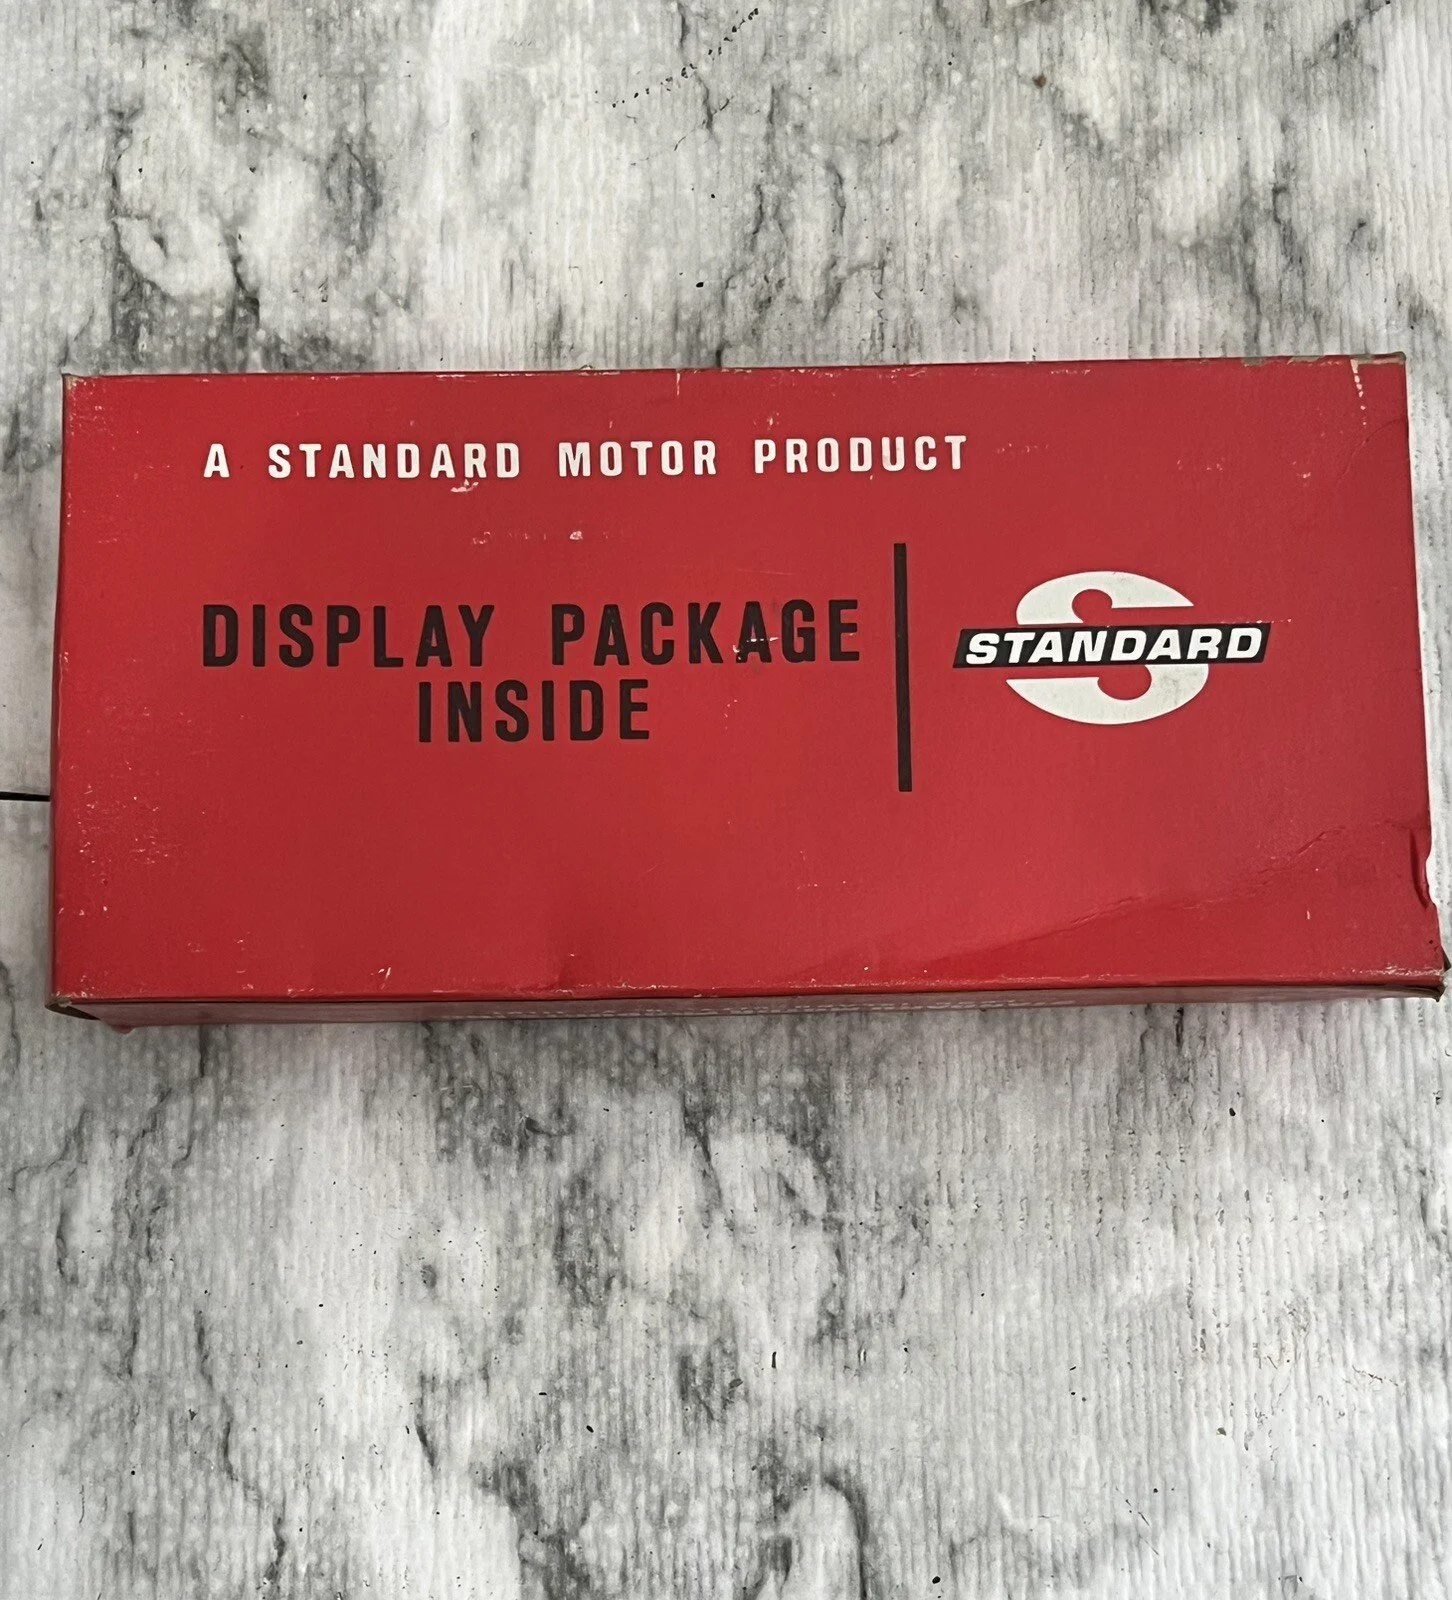 A STANDARD MOTOR PRODUCT
DISPLAY PACKAGE
INSIDE
STANDARD